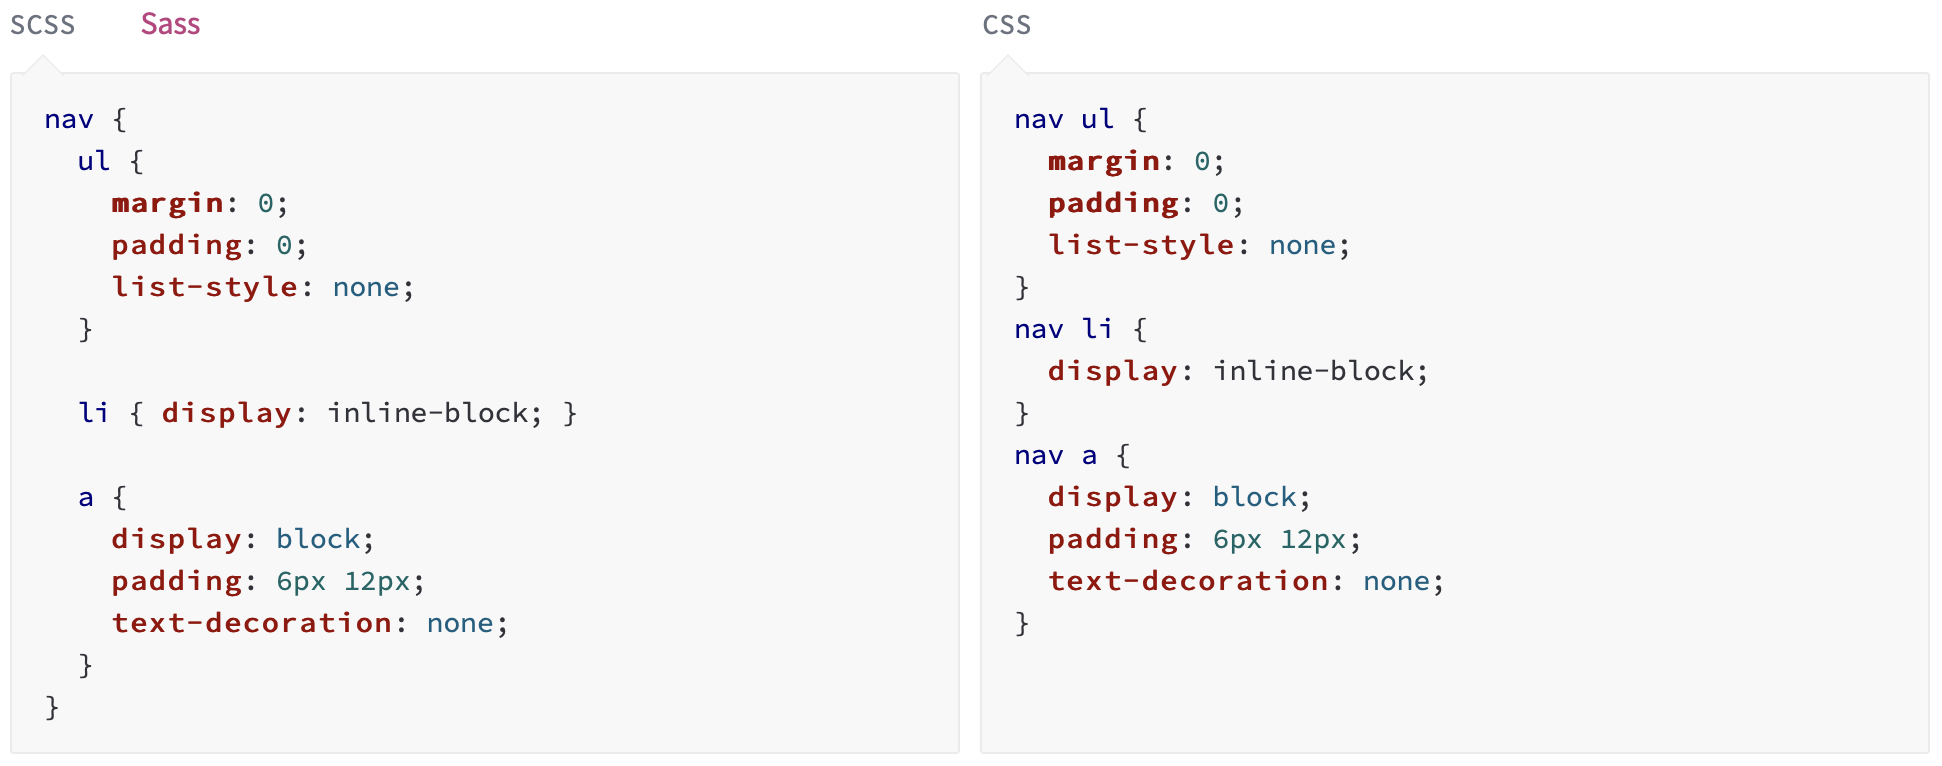 SCSS Sass
nav {
  ul {
    margin: 0;
    padding: 0;
    list-style: none;
  }

  li { display: inline-block; }

  a {
    display: block;
    padding: 6px 12px;
    text-decoration: none;
  }
}
CSS
nav ul {
  margin: 0;
  padding: 0;
  list-style: none;
}
nav li {
  display: inline-block;
}
nav a {
  display: block;
  padding: 6px 12px;
  text-decoration: none;
}